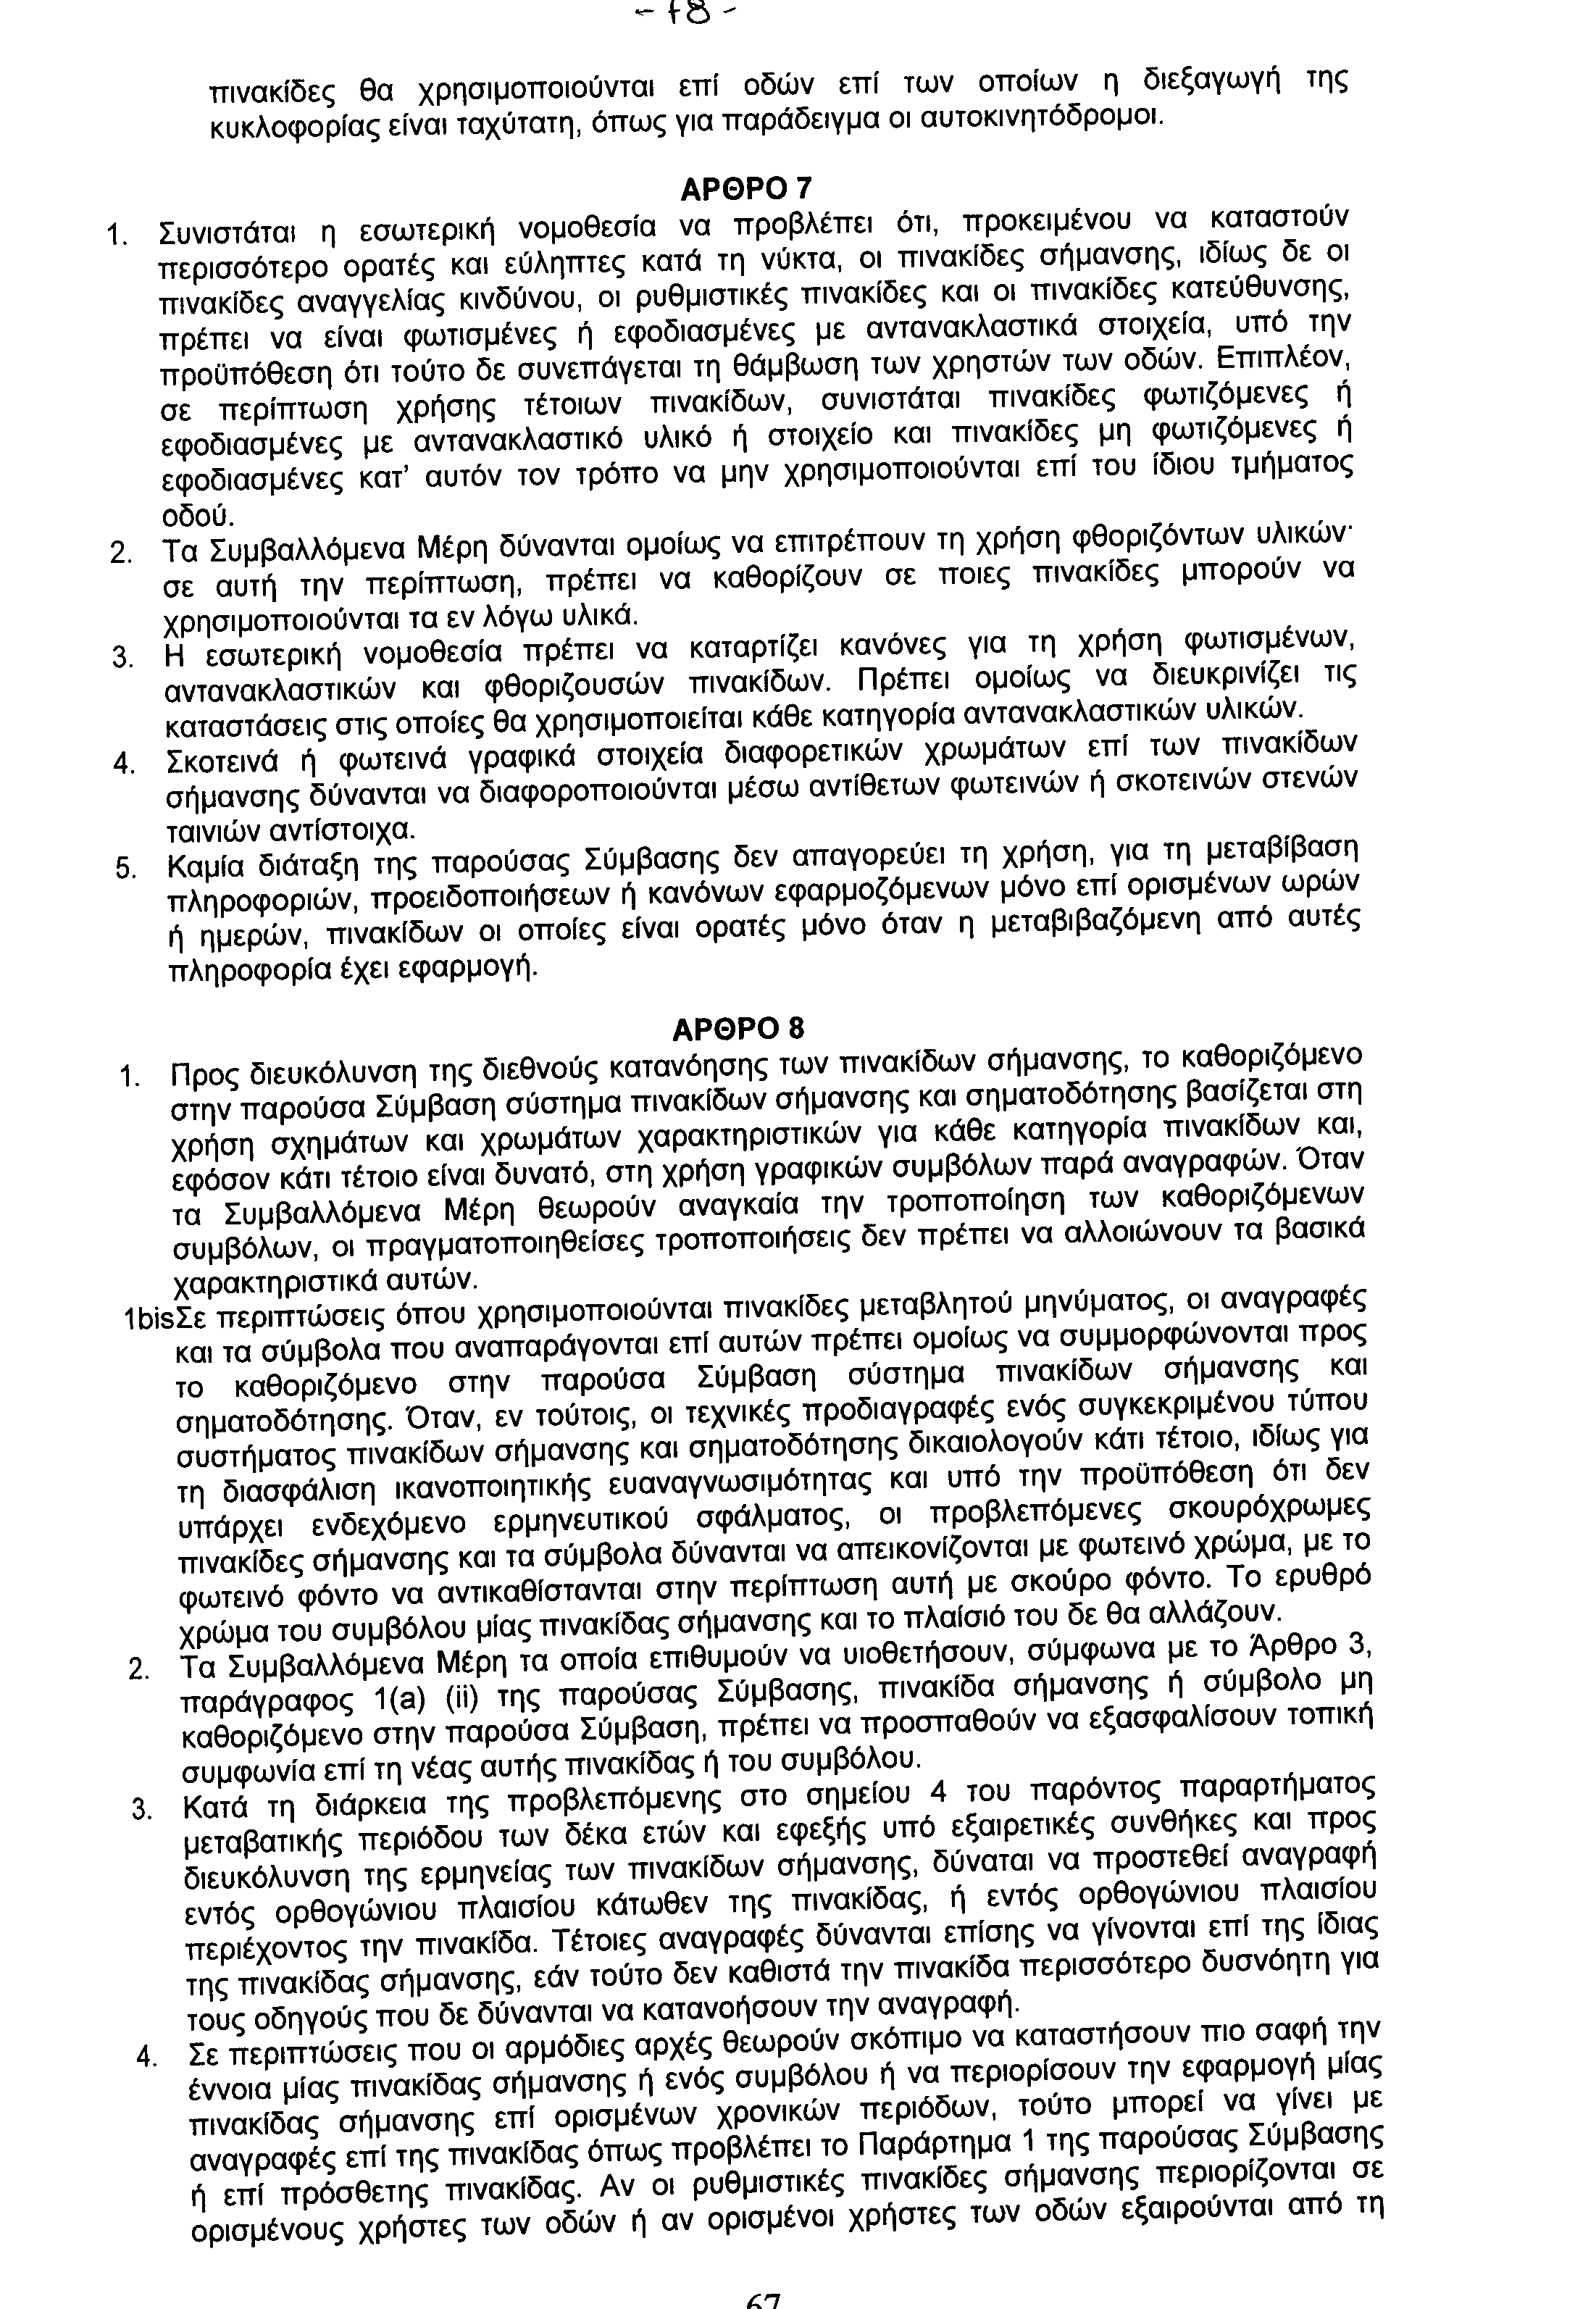 - 78 -
πινακίδες θα χρησιμοποιούνται επί οδών επί των οποίων η διεξαγωγή της
κυκλοφορίας είναι ταχύτατη, όπως για παράδειγμα οι αυτοκινητόδρομοι.
ΑΡΘΡΟ 7
1. Συνιστάται η εσωτερική νομοθεσία να προβλέπει ότι, προκειμένου να καταστούν
περισσότερο ορατές και εύληπτες κατά τη νύκτα, οι πινακίδες σήμανσης, ιδίως δε οι
πινακίδες αναγγελίας κινδύνου, οι ρυθμιστικές πινακίδες και οι πινακίδες κατεύθυνσης,
πρέπει να είναι φωτισμένες ή εφοδιασμένες με αντανακλαστικά στοιχεία, υπό την
προϋπόθεση ότι τούτο δε συνεπάγεται τη θάμβωση των χρηστών των οδών. Επιπλέον,
σε περίπτωση χρήσης τέτοιων πινακίδων, συνιστάται πινακίδες φωτιζόμενες ή
εφοδιασμένες με αντανακλαστικό υλικό ή στοιχείο και πινακίδες μη φωτιζόμενες ή
εφοδιασμένες κατ' αυτόν τον τρόπο να μην χρησιμοποιούνται επί του ίδιου τμήματος
οδού.
2. Τα Συμβαλλόμενα Μέρη δύνανται ομοίως να επιτρέπουν τη χρήση φθοριζόντων υλικών·
σε αυτή την περίπτωση, πρέπει να καθορίζουν σε ποιες πινακίδες μπορούν να
χρησιμοποιούνται τα εν λόγω υλικά.
3. Η εσωτερική νομοθεσία πρέπει να καταρτίζει κανόνες για τη χρήση φωτισμένων,
αντανακλαστικών και φθοριζουσών πινακίδων. Πρέπει ομοίως να διευκρινίζει τις
καταστάσεις στις οποίες θα χρησιμοποιείται κάθε κατηγορία αντανακλαστικών υλικών.
4. Σκοτεινά ή φωτεινά γραφικά στοιχεία διαφορετικών χρωμάτων επί των πινακίδων
σήμανσης δύνανται να διαφοροποιούνται μέσω αντίθετων φωτεινών ή σκοτεινών στενών
ταινιών αντίστοιχα.
5. Καμία διάταξη της παρούσας Σύμβασης δεν απαγορεύει τη χρήση, για τη μεταβίβαση
πληροφοριών, προειδοποιήσεων ή κανόνων εφαρμοζόμενων μόνο επί ορισμένων ωρών
ή ημερών, πινακίδων οι οποίες είναι ορατές μόνο όταν η μεταβιβαζόμενη από αυτές
πληροφορία έχει εφαρμογή.
ΑΡΘΡΟ 8
1. Προς διευκόλυνση της διεθνούς κατανόησης των πινακίδων σήμανσης, το καθοριζόμενο
στην παρούσα Σύμβαση σύστημα πινακίδων σήμανσης και σηματοδότησης βασίζεται στη
χρήση σχημάτων και χρωμάτων χαρακτηριστικών για κάθε κατηγορία πινακίδων και,
εφόσον κάτι τέτοιο είναι δυνατό, στη χρήση γραφικών συμβόλων παρά αναγραφών. Όταν
τα Συμβαλλόμενα Μέρη θεωρούν αναγκαία την τροποποίηση των καθοριζόμενων
συμβόλων, οι πραγματοποιηθείσες τροποποιήσεις δεν πρέπει να αλλοιώνουν τα βασικά
χαρακτηριστικά αυτών.
1bisΣε περιπτώσεις όπου χρησιμοποιούνται πινακίδες μεταβλητού μηνύματος, οι αναγραφές
και τα σύμβολα που αναπαράγονται επί αυτών πρέπει ομοίως να συμμορφώνονται προς
το καθοριζόμενο στην παρούσα Σύμβαση σύστημα πινακίδων σήμανσης και
σηματοδότησης. Όταν, εν τούτοις, οι τεχνικές προδιαγραφές ενός συγκεκριμένου τύπου
συστήματος πινακίδων σήμανσης και σηματοδότησης δικαιολογούν κάτι τέτοιο, ιδίως για
τη διασφάλιση ικανοποιητικής ευαναγνωσιμότητας και υπό την προϋπόθεση ότι δεν
υπάρχει ενδεχόμενο ερμηνευτικού σφάλματος, οι προβλεπόμενες σκουρόχρωμες
πινακίδες σήμανσης και τα σύμβολα δύνανται να απεικονίζονται με φωτεινό χρώμα, με το
φωτεινό φόντο να αντικαθίστανται στην περίπτωση αυτή με σκούρο φόντο. Το ερυθρό
χρώμα του συμβόλου μίας πινακίδας σήμανσης και το πλαίσιό του δε θα αλλάζουν.
2. Τα Συμβαλλόμενα Μέρη τα οποία επιθυμούν να υιοθετήσουν, σύμφωνα με το Άρθρο 3,
παράγραφος 1(a) (ii) της παρούσας Σύμβασης, πινακίδα σήμανσης ή σύμβολο μη
καθοριζόμενο στην παρούσα Σύμβαση, πρέπει να προσπαθούν να εξασφαλίσουν τοπική
συμφωνία επί τη νέας αυτής πινακίδας ή του συμβόλου.
3. Κατά τη διάρκεια της προβλεπόμενης στο σημείου 4 του παρόντος παραρτήματος
μεταβατικής περιόδου των δέκα ετών και εφεξής υπό εξαιρετικές συνθήκες και προς
διευκόλυνση της ερμηνείας των πινακίδων σήμανσης, δύναται να προστεθεί αναγραφή
εντός ορθογώνιου πλαισίου κάτωθεν της πινακίδας, ή εντός ορθογώνιου πλαισίου
περιέχοντος την πινακίδα. Τέτοιες αναγραφές δύνανται επίσης να γίνονται επί της ίδιας
της πινακίδας σήμανσης, εάν τούτο δεν καθιστά την πινακίδα περισσότερο δυσνόητη για
τους οδηγούς που δε δύνανται να κατανοήσουν την αναγραφή.
4. Σε περιπτώσεις που οι αρμόδιες αρχές θεωρούν σκόπιμο να καταστήσουν πιο σαφή την
έννοια μίας πινακίδας σήμανσης ή ενός συμβόλου ή να περιορίσουν την εφαρμογή μίας
πινακίδας σήμανσης επί ορισμένων χρονικών περιόδων, τούτο μπορεί να γίνει με
αναγραφές επί της πινακίδας όπως προβλέπει το Παράρτημα 1 της παρούσας Σύμβασης
ή επί πρόσθετης πινακίδας. Αν οι ρυθμιστικές πινακίδες σήμανσης περιορίζονται σε
ορισμένους χρήστες των οδών ή αν ορισμένοι χρήστες των οδών εξαιρούνται από τη
67